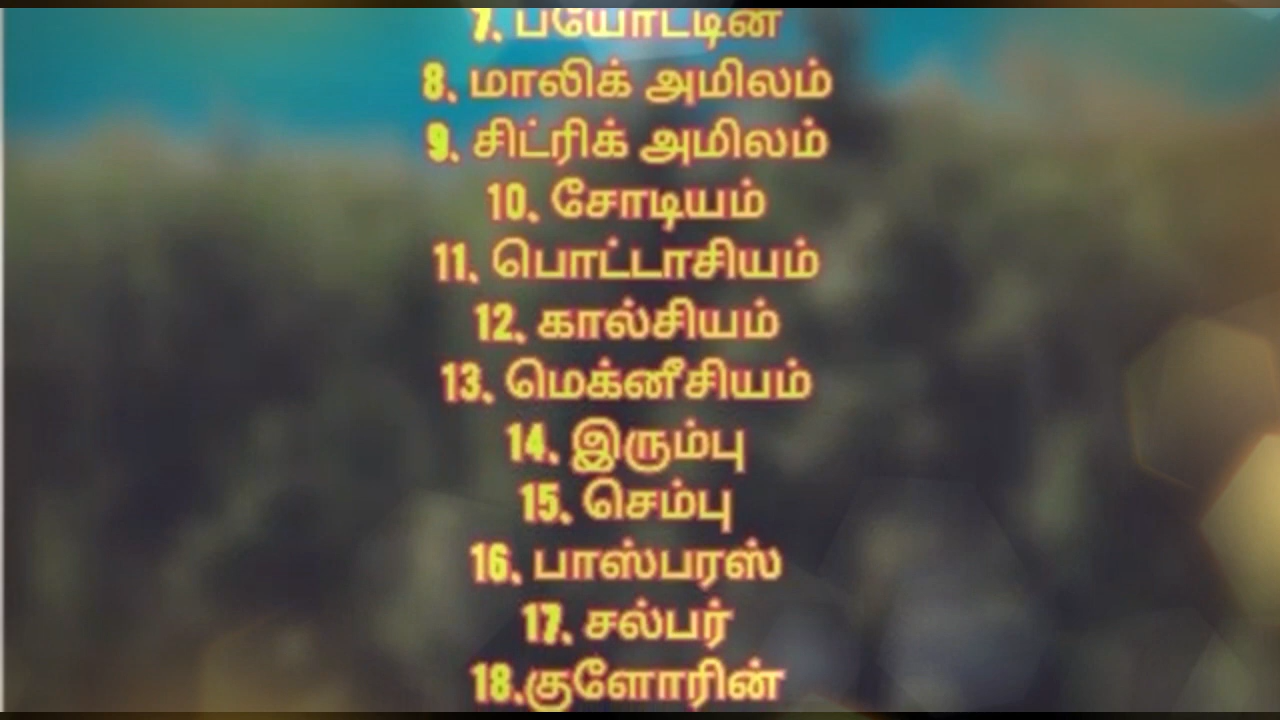 7. பயோட்டின்
8. மாலிக் அமிலம்
9. சிட்ரிக் அமிலம்
10. சோடியம்
11. பொட்டாசியம்
12. கால்சியம்
13. மெக்னீசியம்
14. இரும்பு
15. செம்பு
16. பாஸ்பரஸ்
17. சல்பர்
18.குளோரின்